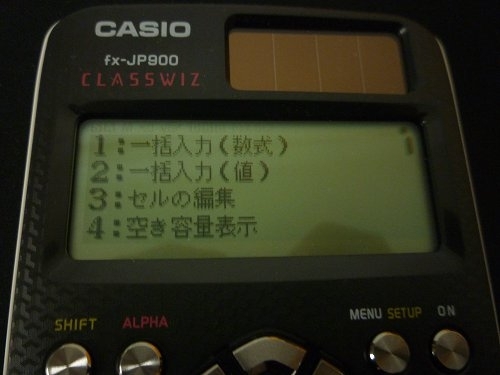 CASIO
fx-JP900
CLASSWIZ
1:一括入力(数式)
2:一括入力(値)
3:セルの編集
4:空き容量表示
SHIFT ALPHA MENU SETUP ON